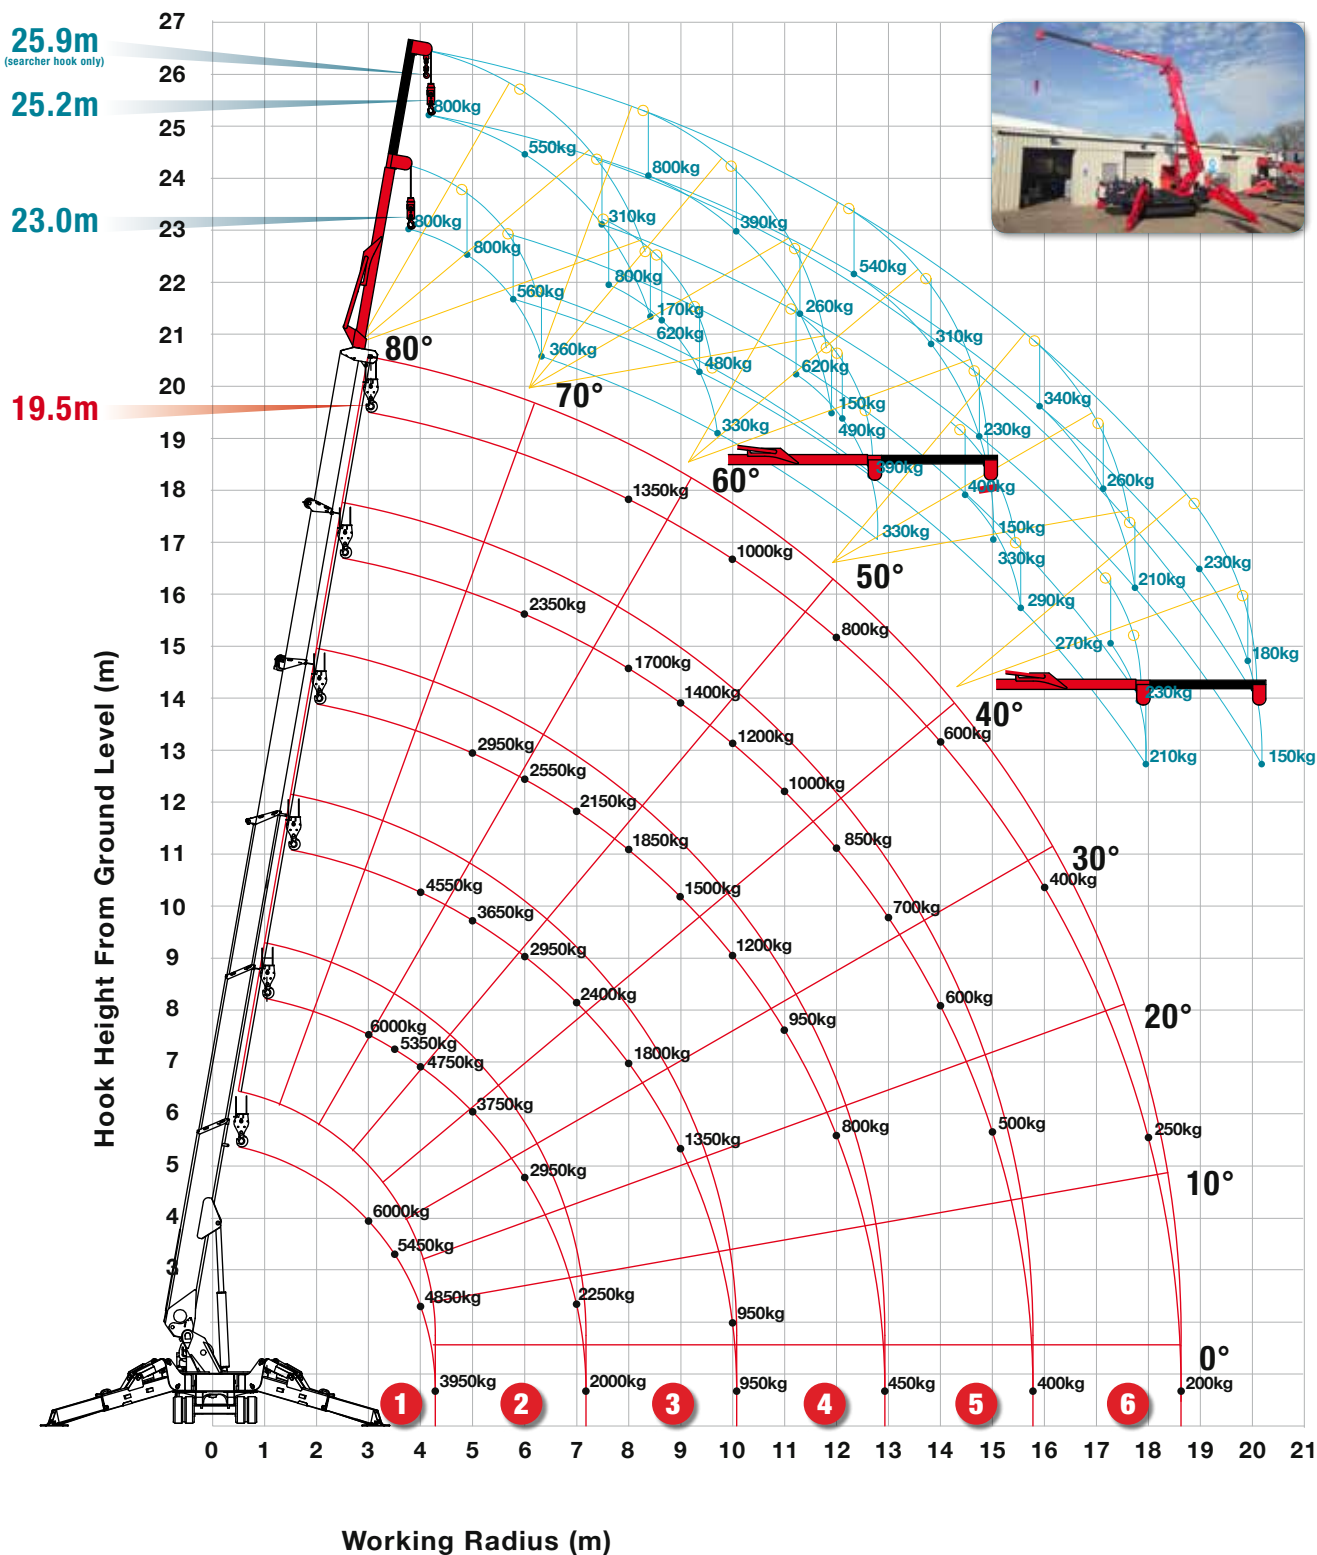 27
25.9m
(searcher hook only)
26
25.2m
800kg
25
550kg
24
800kg
23.0m
23
800kg
310kg
390kg
800kg
540kg
22
560kg
800kg
170kg
260kg
21
620kg
310kg
80°
360kg
480kg
620kg
20
70°
340kg
19.5m
150kg
19
330kg
490kg
230kg
60°
390kg
18
1350kg
400kg
260kg
17
1000kg
330kg
150kg
330kg
50°
230kg
16
2350kg
290kg
210kg
15
800kg
270kg
180kg
1700kg
14
1400kg
230kg
40°
13
2950kg
1200kg
600kg
210kg
150kg
2550kg
1000kg
12
2150kg
1850kg
850kg
11
30°
4550kg
1500kg
400kg
10
3650kg
700kg
2950kg
1200kg
9
2400kg
8
6000kg
950kg
600kg
20°
5350kg
4750kg
1800kg
7
3750kg
6
1350kg
800kg
500kg
250kg
5
2950kg
10°
4
6000kg
5450kg
3
4850kg
2250kg
950kg
0°
3950kg
2000kg
950kg
450kg
400kg
200kg
1 2 3 4 5 6
0 1 2 3 4 5 6 7 8 9 10 11 12 13 14 15 16 17 18 19 20 21
Hook Height From Ground Level (m)
Working Radius (m)